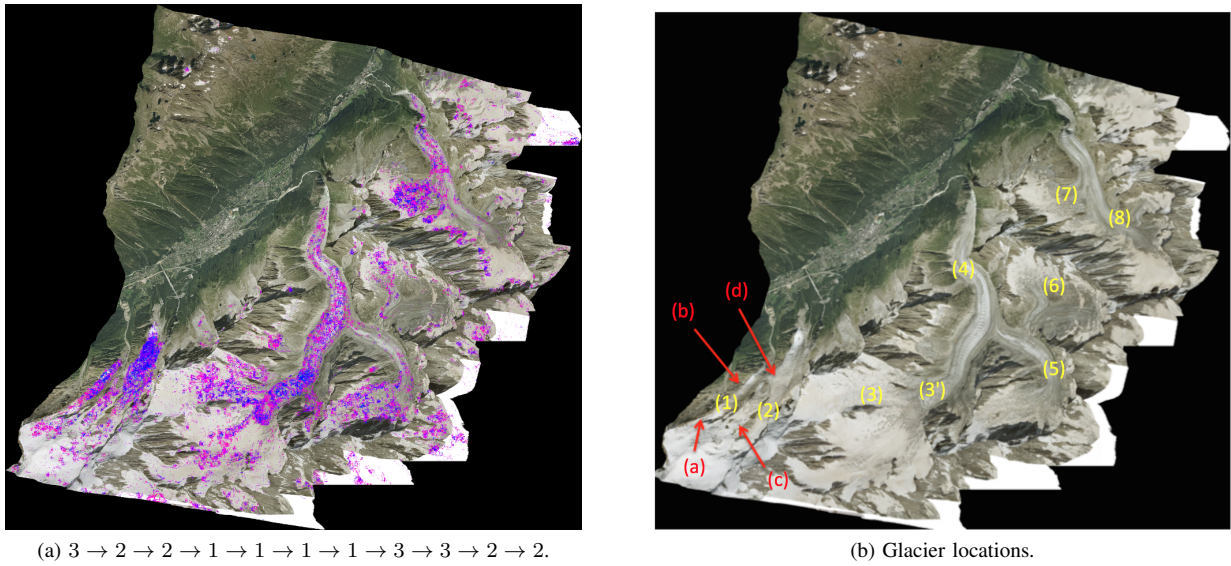 (7)
(8)
(4)
(6)
(d)
(b)
(5)
(3)
(3')
(1)
(2)
(a)
(c)
(a) 3 → 2 → 2 → 1 → 1 → 1 → 1 → 3 → 3 → 2 → 2.
(b) Glacier locations.